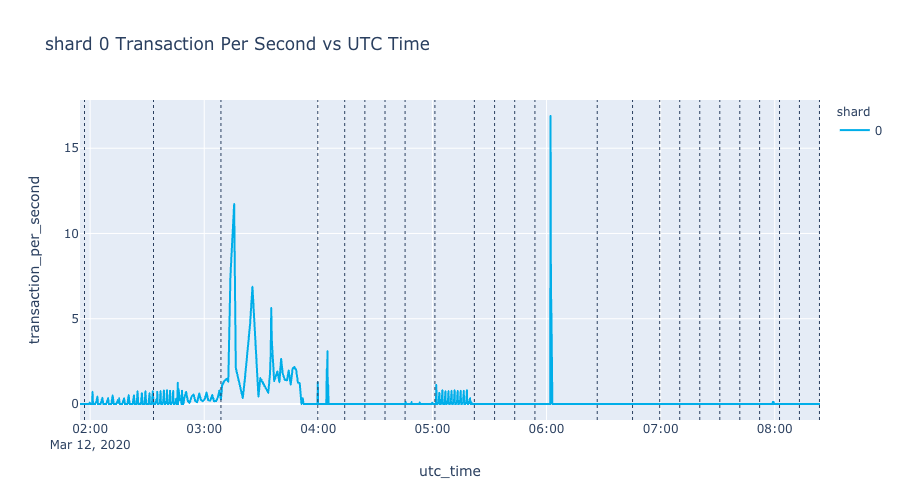 shard 0 Transaction Per Second vs UTC Time
shard
0
15
10
5
0
transaction_per_second
02:00
03:00
04:00
05:00
06:00
07:00
08:00
Mar 12, 2020
utc_time